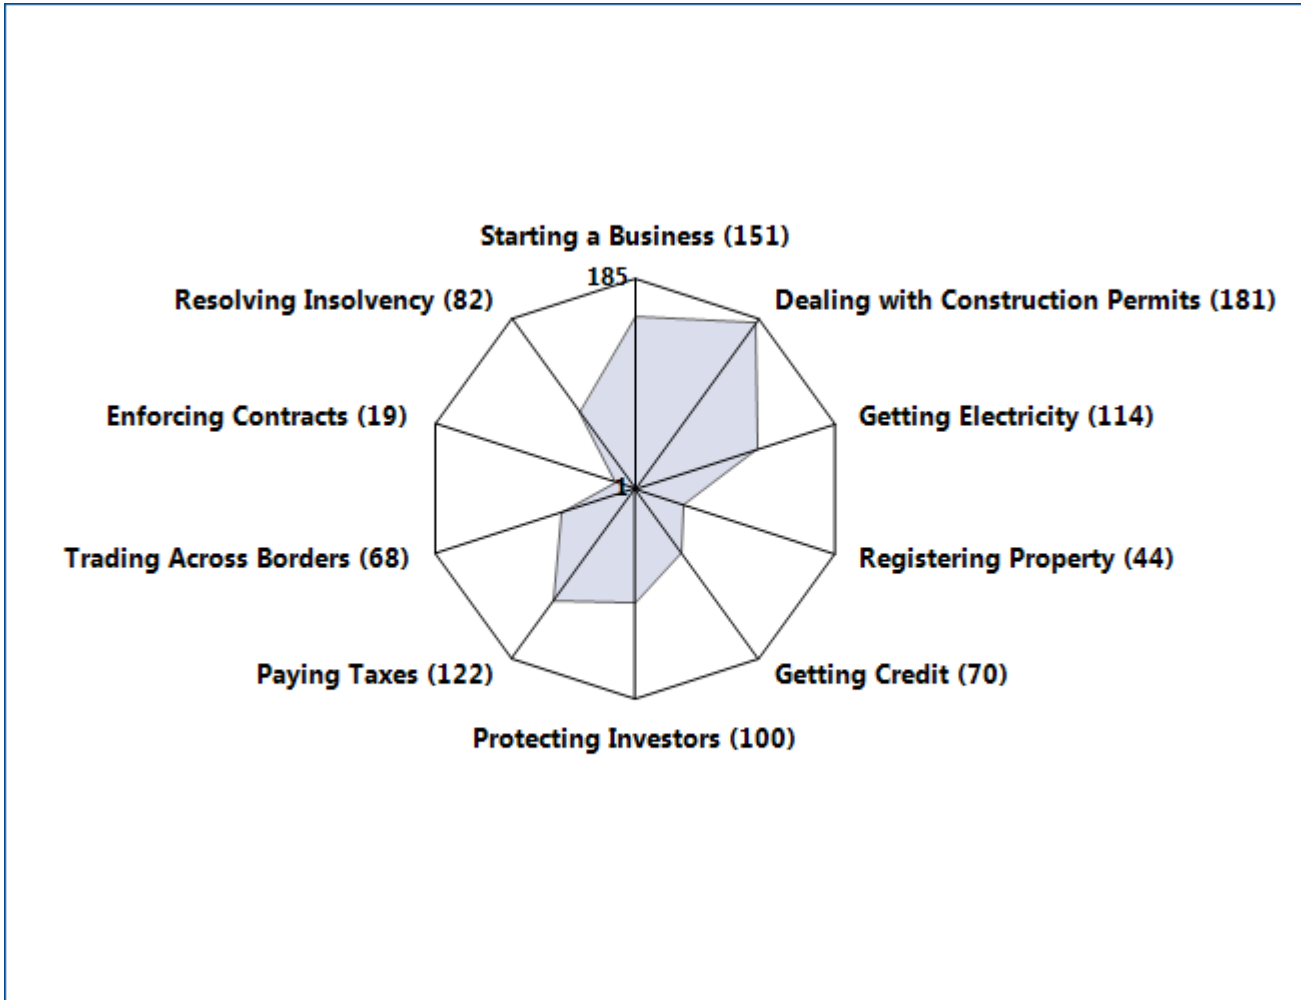 Starting a Business (151)
185
Resolving Insolvency (82)
Dealing with Construction Permits (181)
Enforcing Contracts (19)
Getting Electricity (114)
1
Trading Across Borders (68)
Registering Property (44)
Paying Taxes (122)
Getting Credit (70)
Protecting Investors (100)